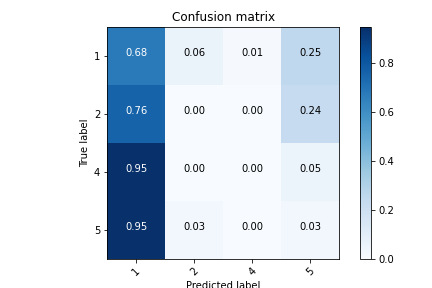 Confusion matrix
True label
1 0.68 0.06 0.01 0.25
2 0.76 0.00 0.00 0.24
4 0.95 0.00 0.00 0.05
5 0.95 0.03 0.00 0.03
1 2 4 5
Predicted label
0.8
0.6
0.4
0.2
0.0